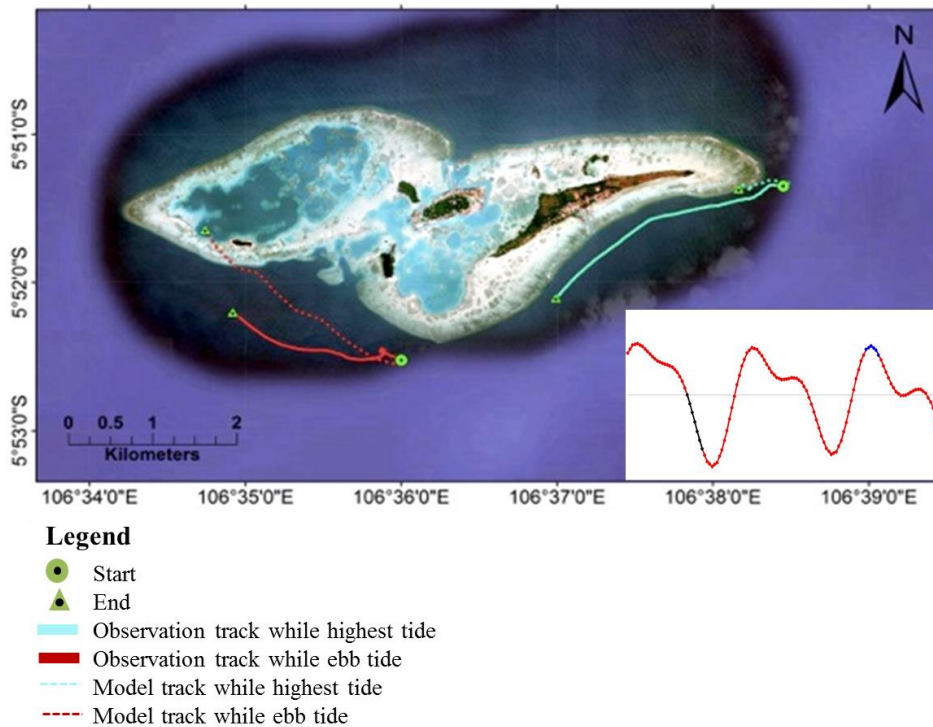 N
5°51'0"S
5°52'0"S
5°53'0"S
0 0.5 1 2
Kilometers
106°34'0"E 106°35'0"E 106°36'0"E 106°37'0"E 106°38'0"E 106°39'0"E
Legend
Start
End
Observation track while highest tide
Observation track while ebb tide
Model track while highest tide
Model track while ebb tide